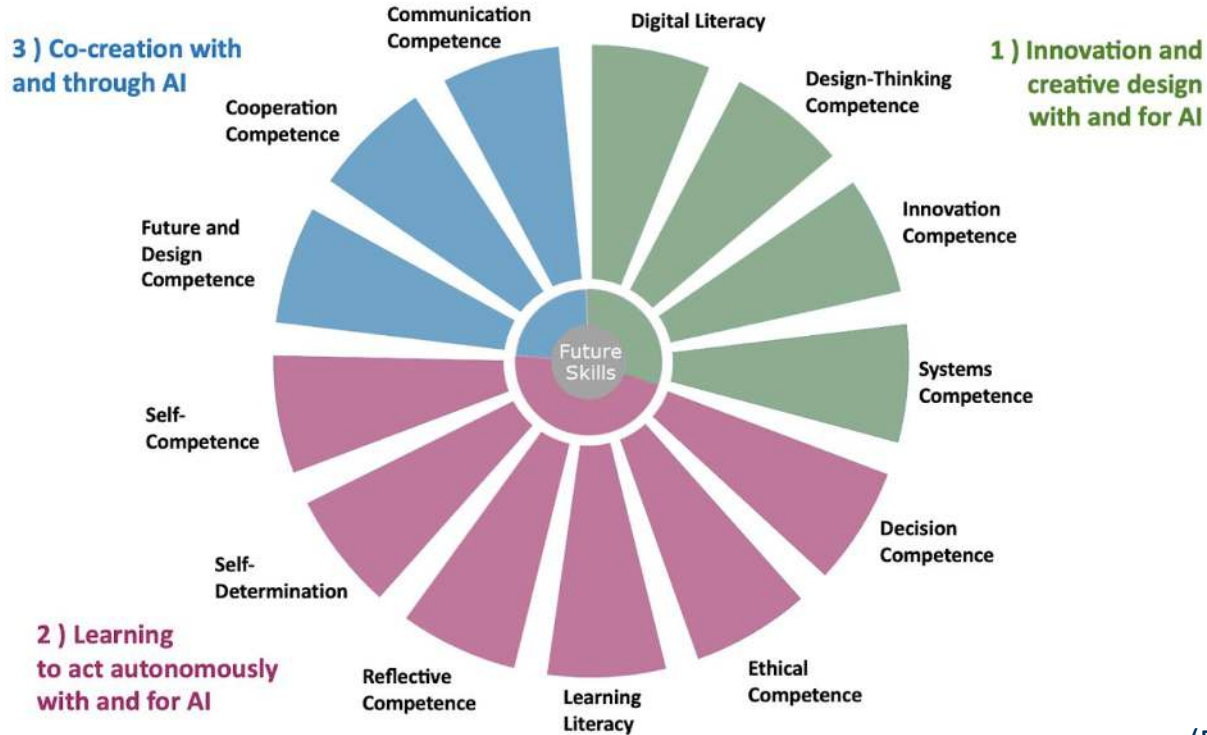 Communication
Competence
Digital Literacy
3 ) Co-creation with
and through AI
1 ) Innovation and
creative design
with and for AI
Design-Thinking
Competence
Cooperation
Competence
Innovation
Competence
Future and
Design
Competence
Future
Skills
Systems
Competence
Self-
Competence
Decision
Competence
Self-
Determination
2 ) Learning
to act autonomously
with and for AI
Reflective
Competence
Learning
Literacy
Ethical
Competence